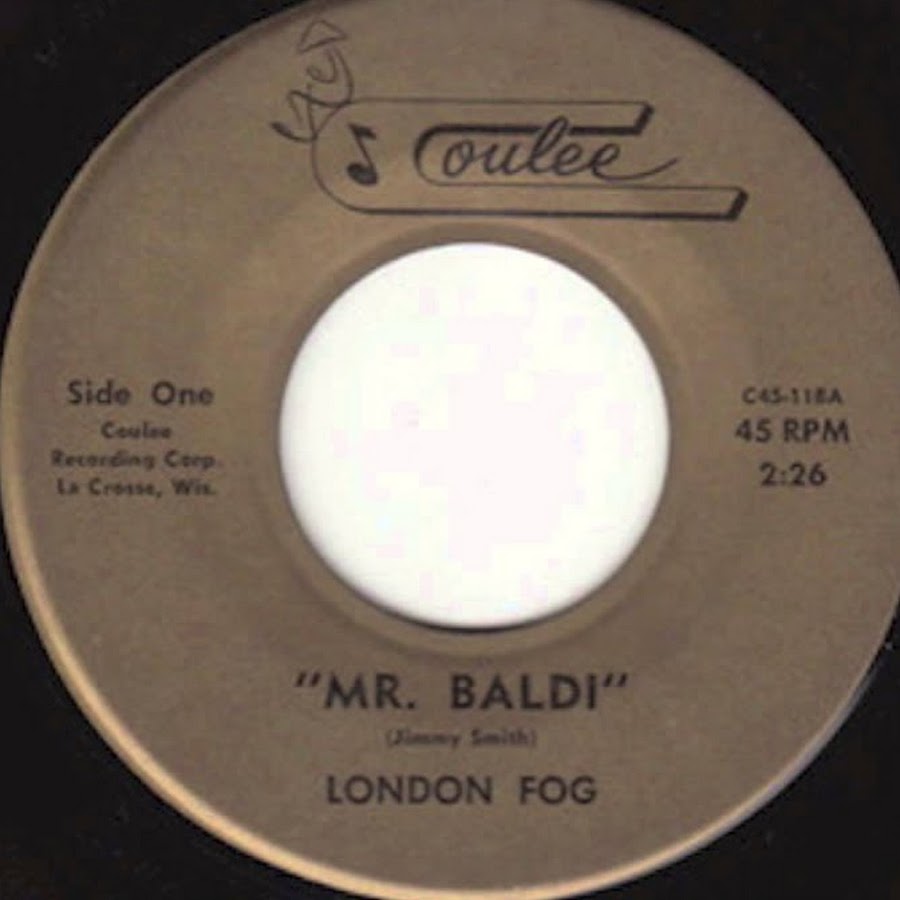 Coulee
Side One
Coulee
Recording Corp.
La Crosse, Wis.
C45-118A
45 RPM
2:26
"MR. BALDI"
(Jimmy Smith)
LONDON FOG